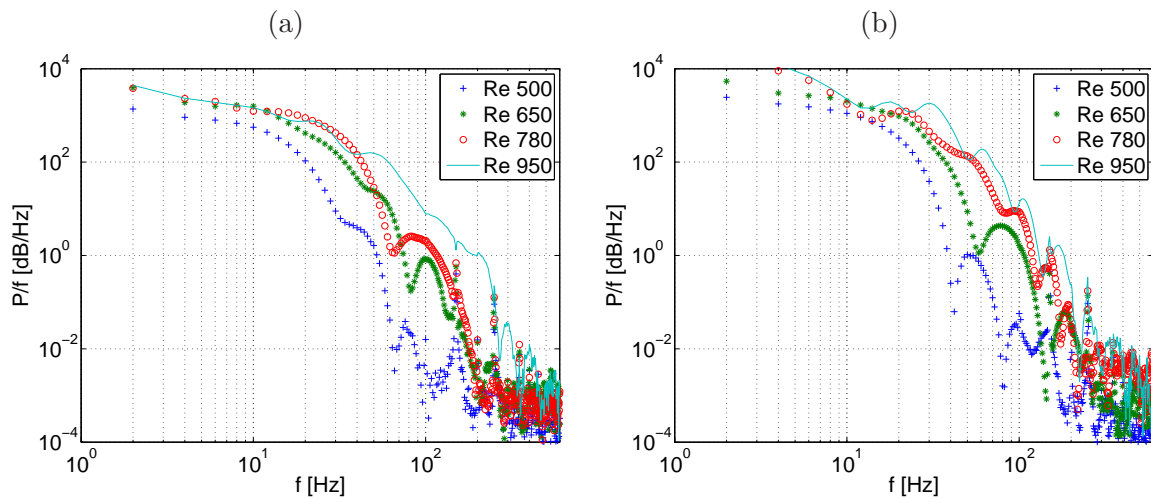 (a)
10^4
10^2
10^0
10^-2
10^-4
P/f [dB/Hz]
10^0
10^1
10^2
f [Hz]
Re 500
Re 650
Re 780
Re 950
(b)
10^4
10^2
10^0
10^-2
10^-4
P/f [dB/Hz]
10^0
10^1
10^2
f [Hz]
Re 500
Re 650
Re 780
Re 950